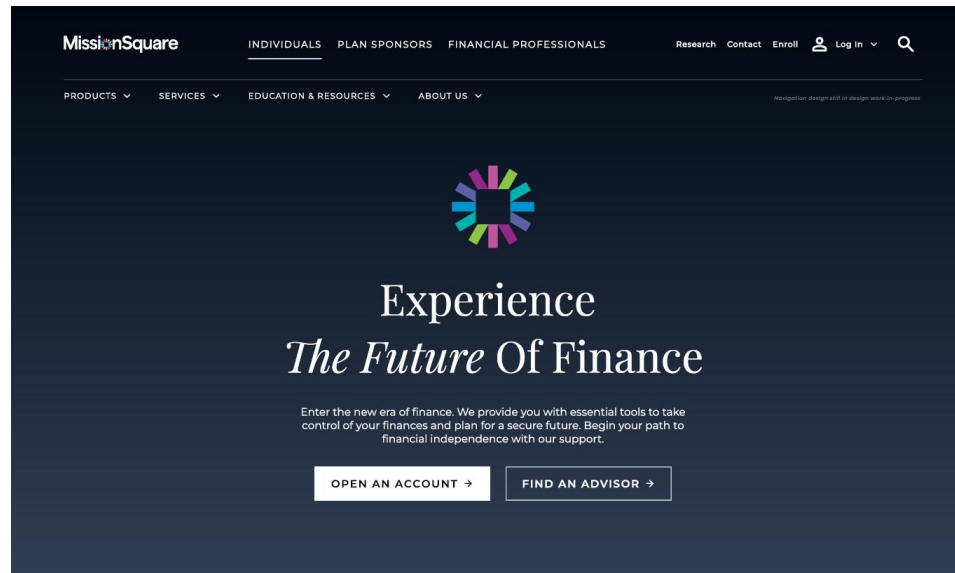 MissionSquare
INDIVIDUALS PLAN SPONSORS FINANCIAL PROFESSIONALS
Research Contact Enroll Log In
PRODUCTS SERVICES EDUCATION & RESOURCES ABOUT US
Navigation design still in design work-in-progress
Experience
The Future Of Finance
Enter the new era of finance. We provide you with essential tools to take
control of your finances and plan for a secure future. Begin your path to
financial independence with our support.
OPEN AN ACCOUNT →
FIND AN ADVISOR →